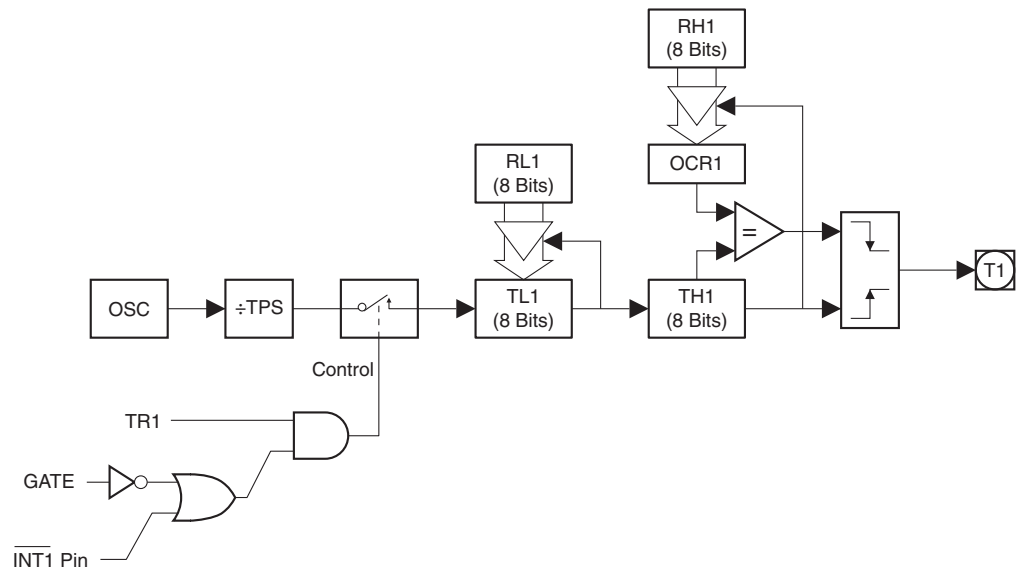 RH1
(8 Bits)
RL1
(8 Bits)
OCR1
=
OSC
÷TPS
TL1
(8 Bits)
TH1
(8 Bits)
T1
Control
TR1
GATE
INT1 Pin